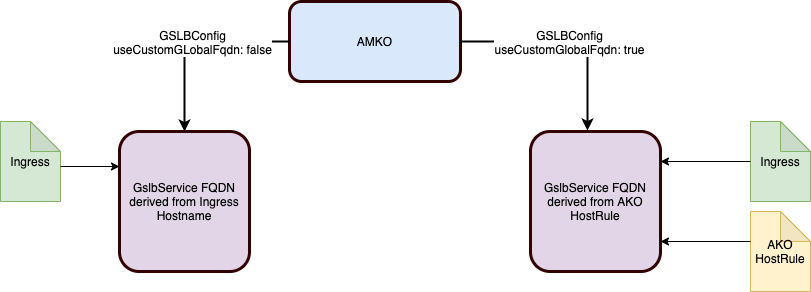 GSLBConfig
useCustomGLobalFqdn: false
AMKO
GSLBConfig
useCustomGlobalFqdn: true
Ingress
GslbService FQDN
derived from Ingress
Hostname
GslbService FQDN
derived from AKO
HostRule
Ingress
AKO
HostRule